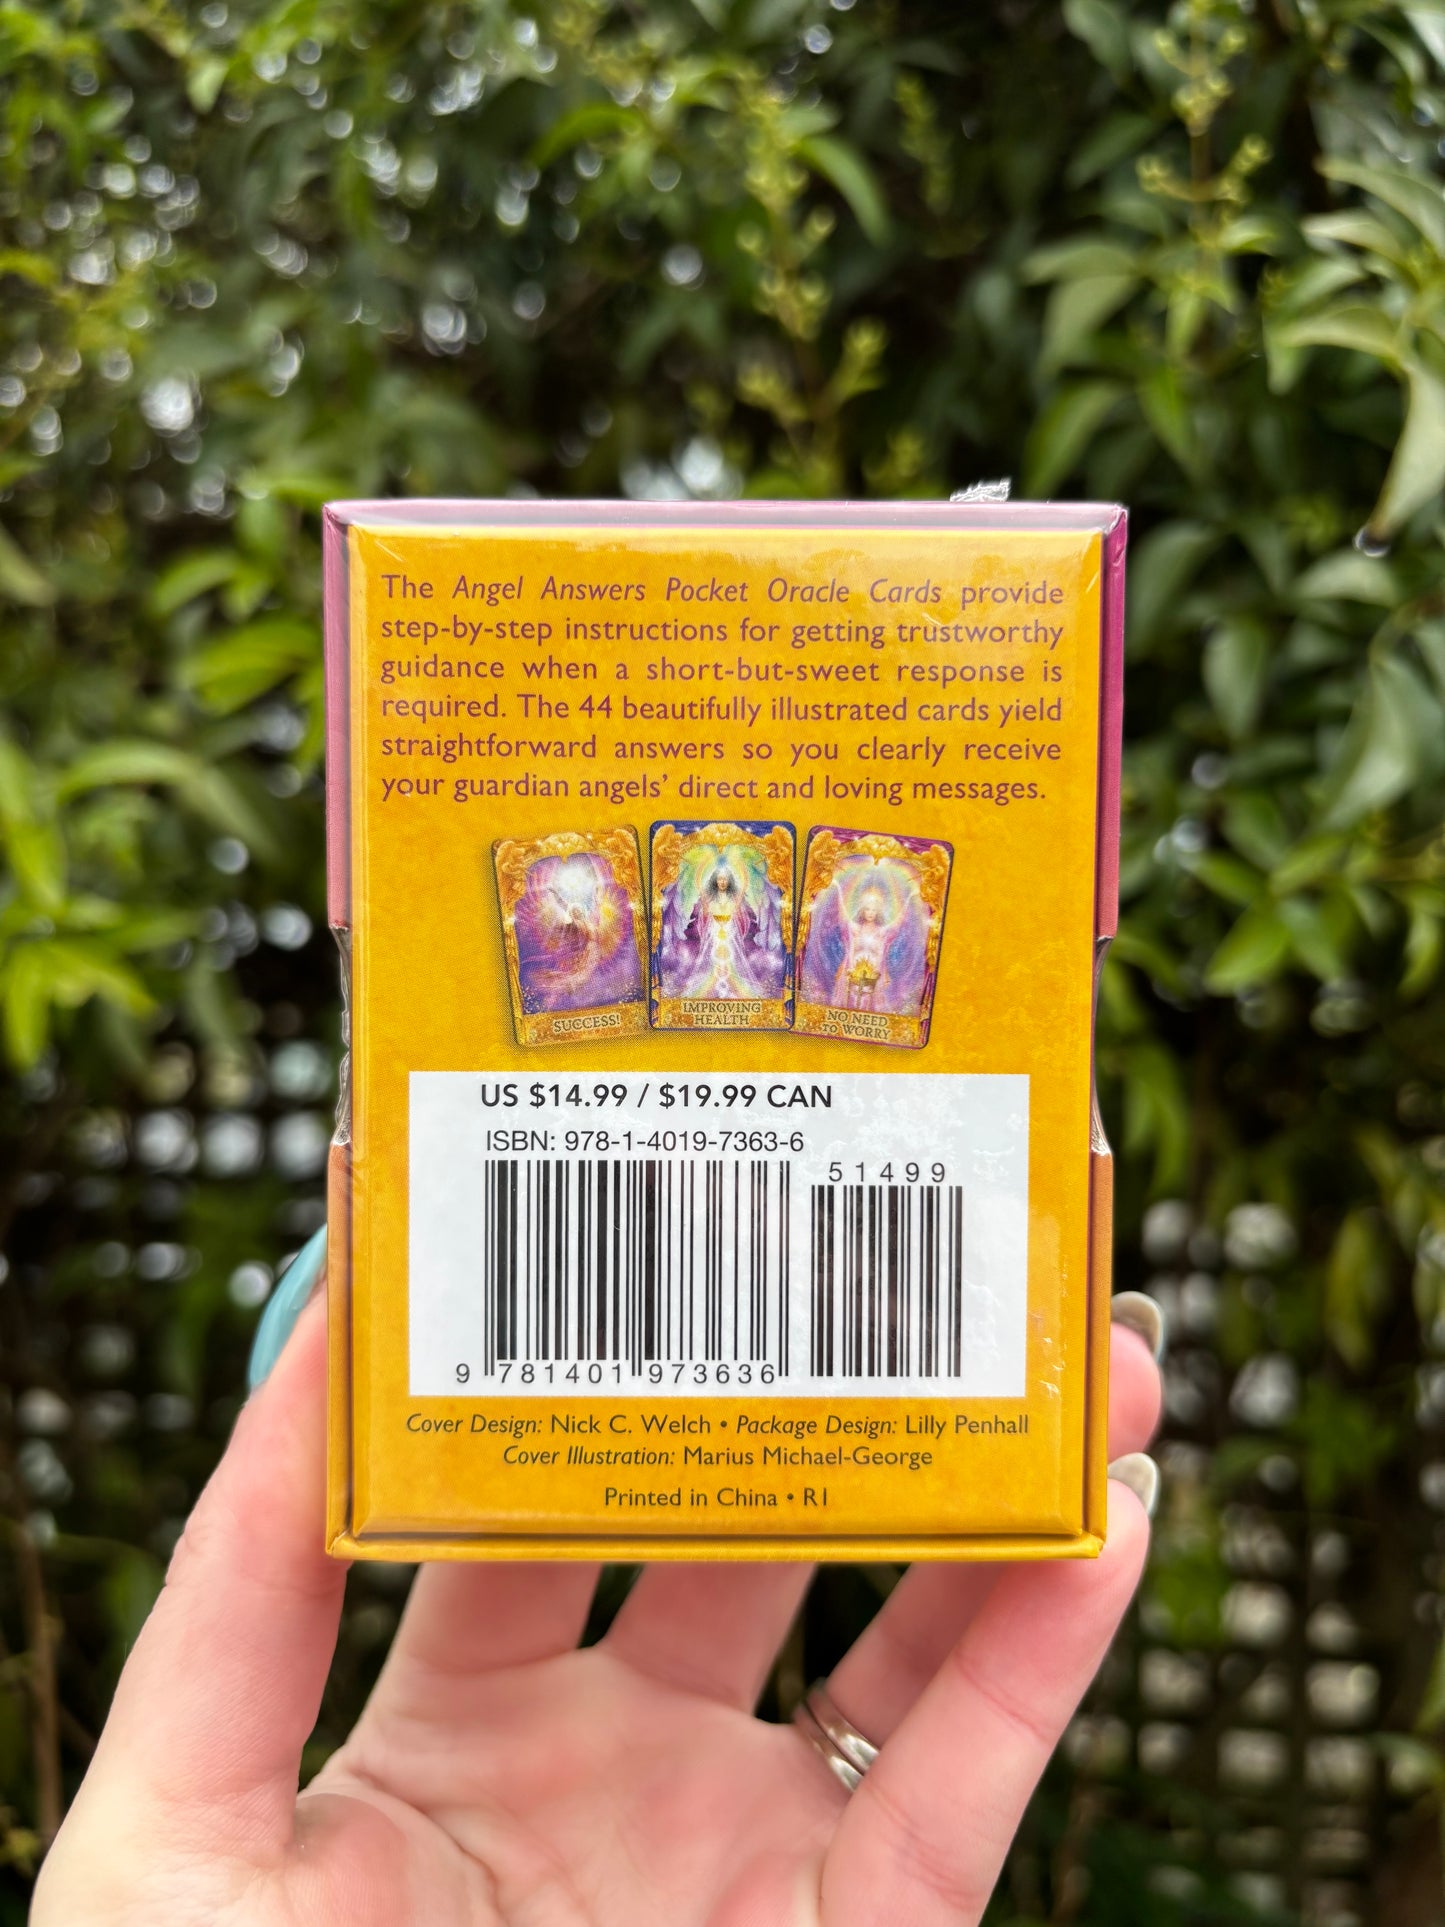 The Angel Answers Pocket Oracle Cards provide
step-by-step instructions for getting trustworthy
guidance when a short-but-sweet response is
required. The 44 beautifully illustrated cards yield
straightforward answers so you clearly receive
your guardian angels' direct and loving messages.
SUCCESS!
IMPROVING
HEALTH
NO NEED
TO WORRY
US $14.99 / $19.99 CAN
ISBN: 978-1-4019-7363-6
51499
9 781401 973636
Cover Design: Nick C. Welch • Package Design: Lilly Penhall
Cover Illustration: Marius Michael-George
Printed in China • R1